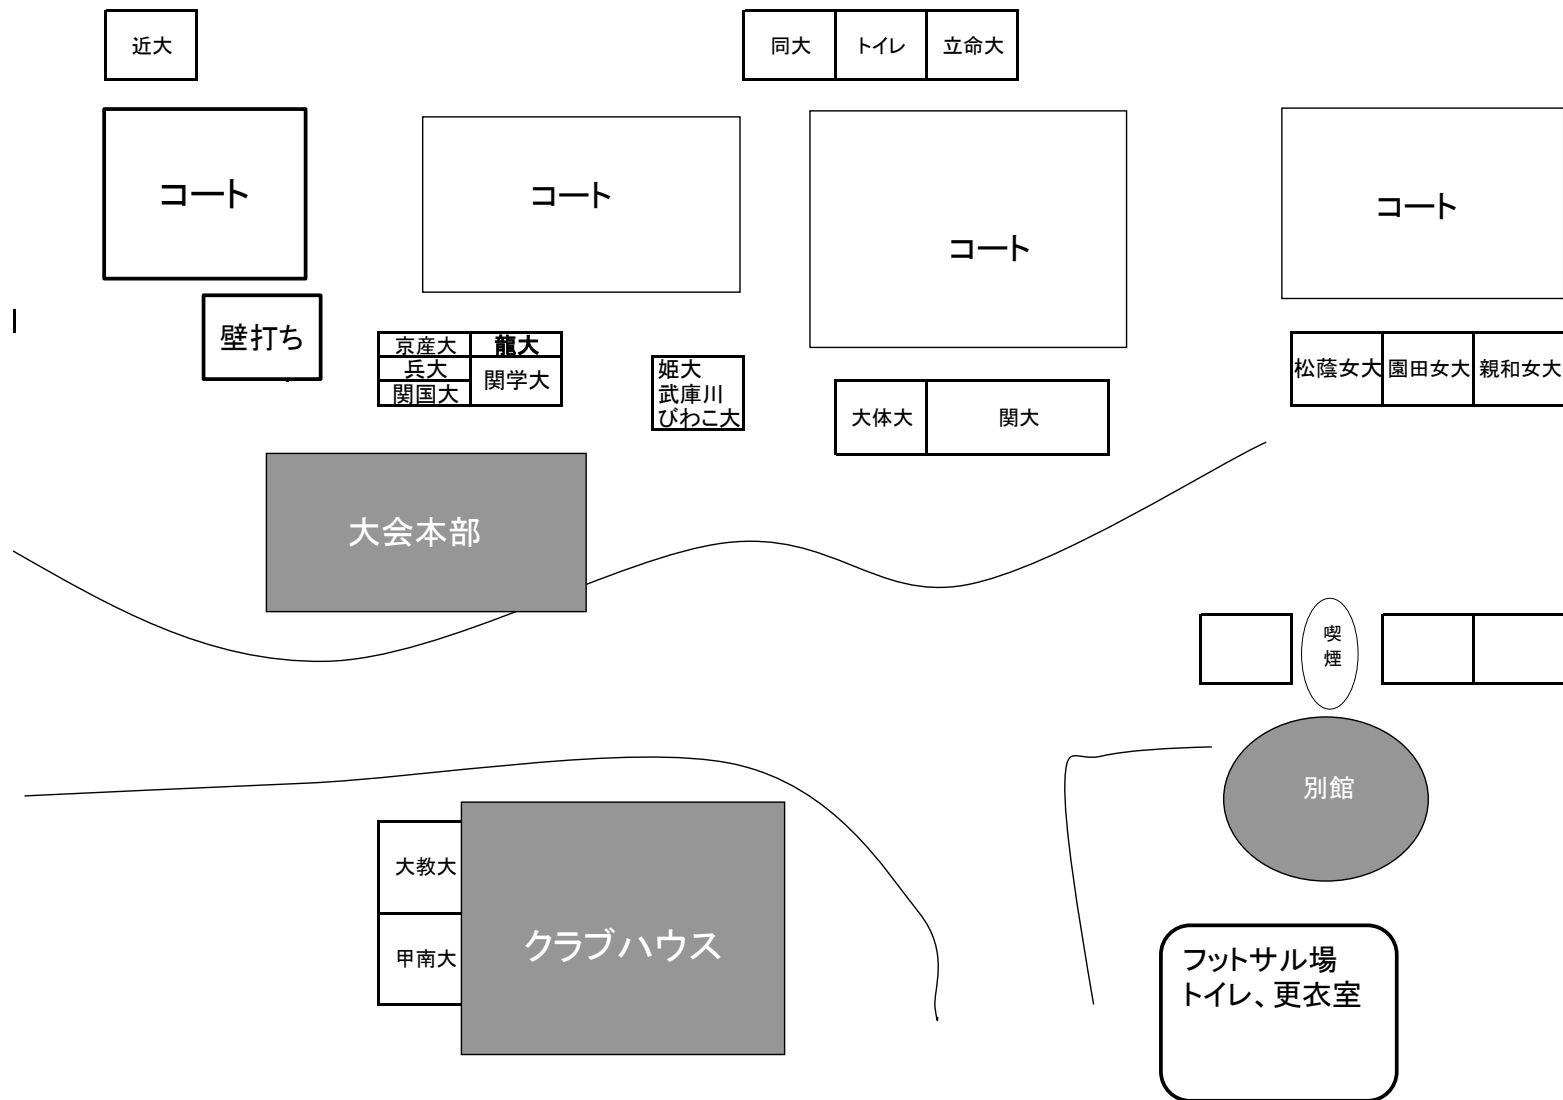 近大
同大
トイレ
立命大
コート
コート
コート
コート
壁打ち
京産大
龍大
兵大
関学大
関国大
姫大
武庫川
びわこ大
大体大
関大
松蔭女大
園田女大
親和女大
大会本部
喫
煙
別館
大教大
甲南大
クラブハウス
フットサル場
トイレ、更衣室